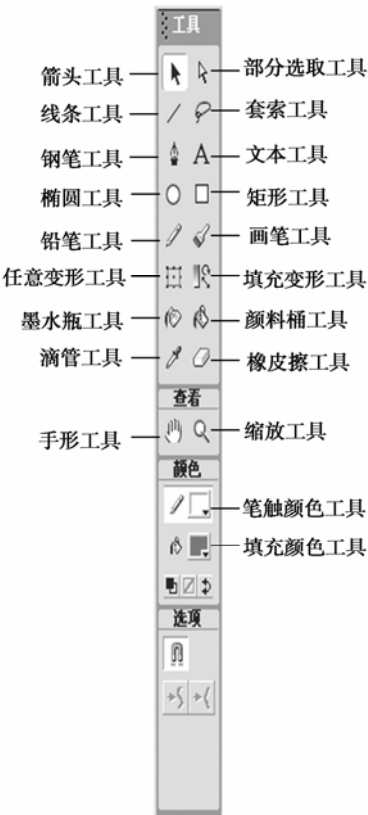 工具
箭头工具 部分选取工具
线条工具 套索工具
钢笔工具 文本工具
椭圆工具 矩形工具
铅笔工具 画笔工具
任意变形工具 填充变形工具
墨水瓶工具 颜料桶工具
滴管工具 橡皮擦工具
查看
手形工具 缩放工具
颜色
笔触颜色工具
填充颜色工具
选项